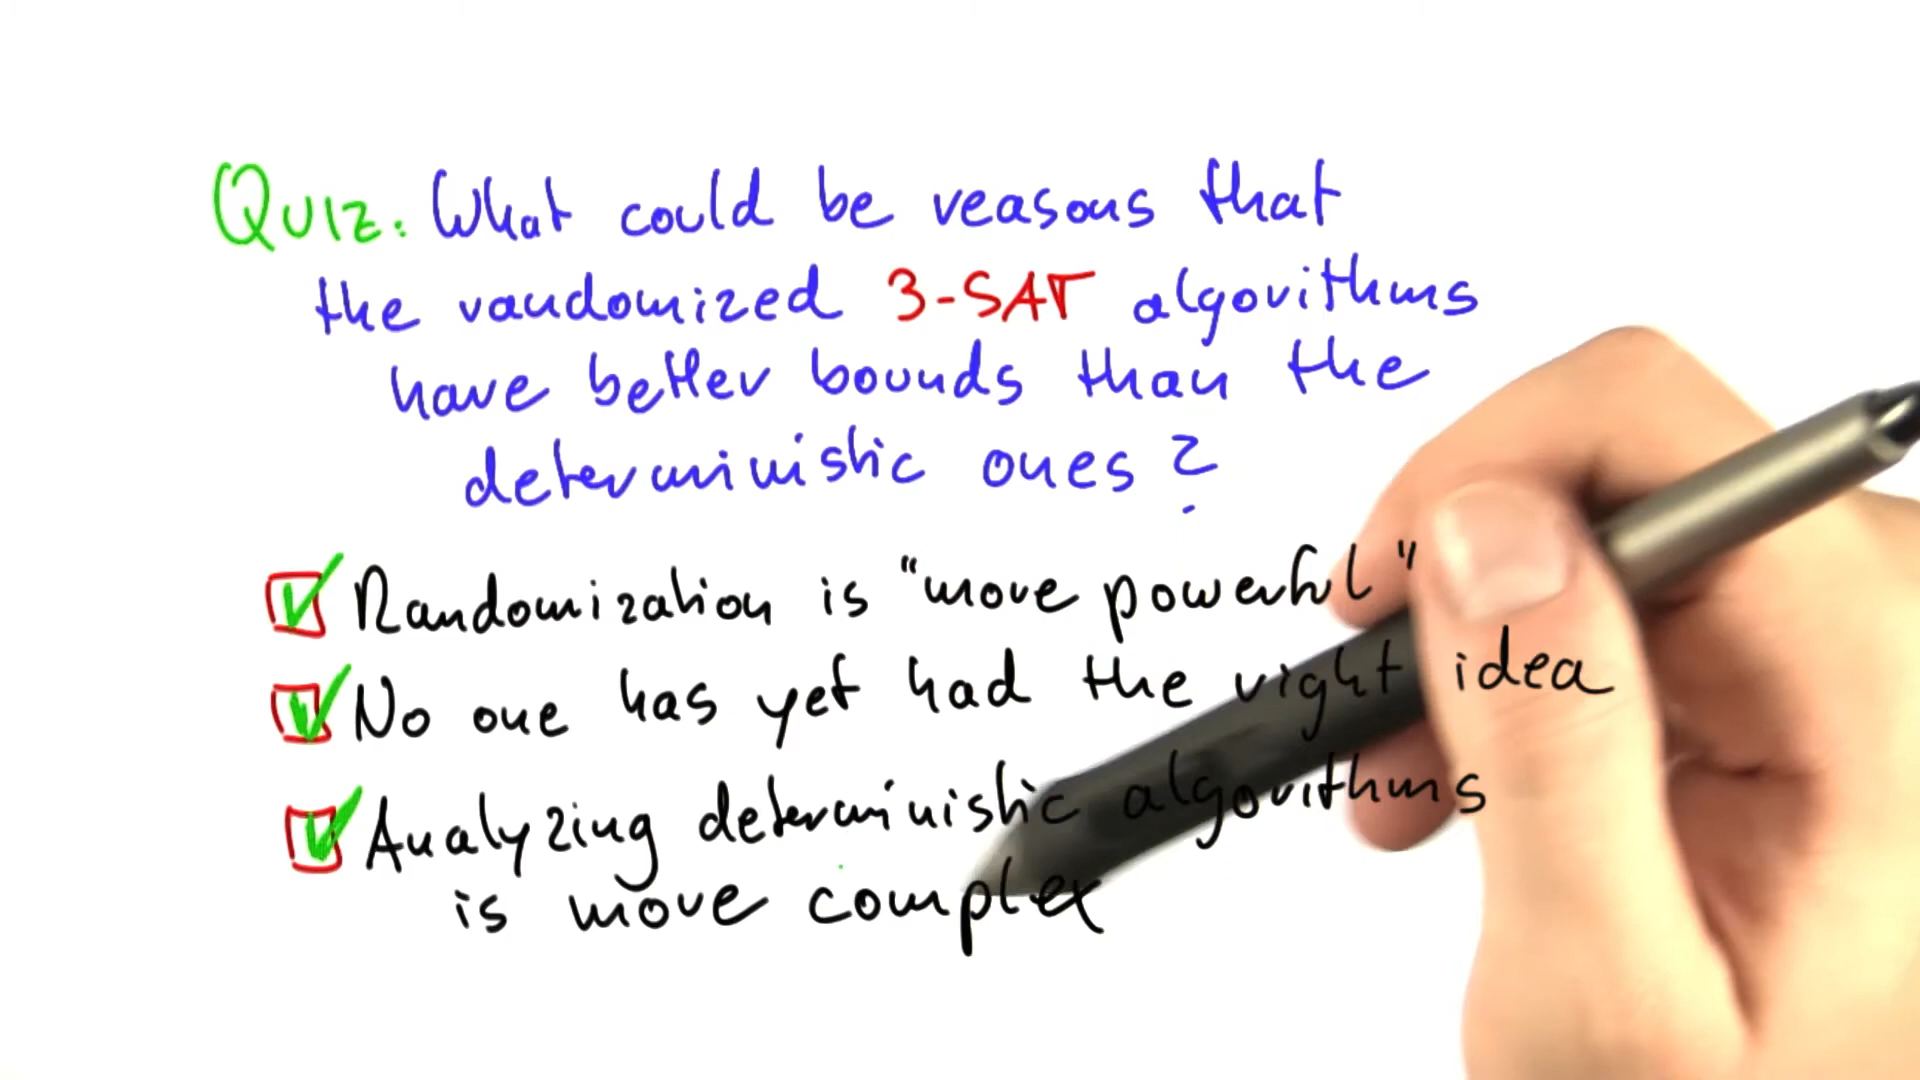 Quiz: What could be reasons that
the randomized 3-SAT algorithms
have better bounds than the
deterministic ones?
Randomization is "more powerful"
No one has yet had the right idea
Analyzing deterministic algorithms
is more complex